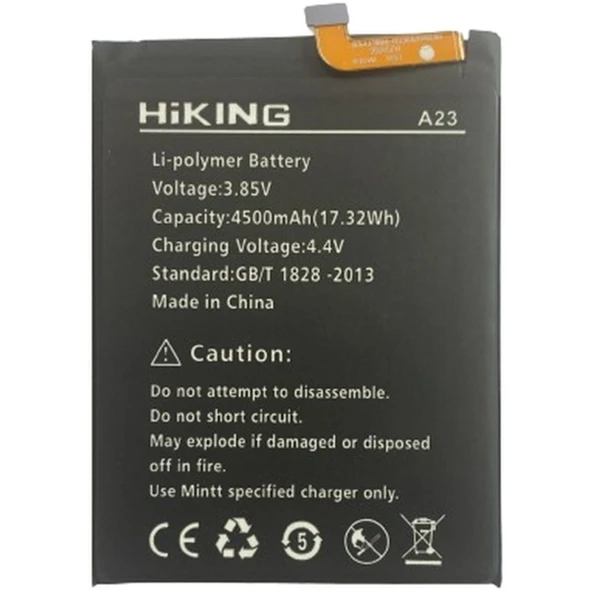 HiKING
A23
Li-polymer Battery
Voltage:3.85V
Capacity:4500mAh(17.32Wh)
Charging Voltage:4.4V
Standard:GB/T 1828 -2013
Made in China
Caution:
Do not attempt to disassemble.
Do not short circuit.
May explode if damaged or disposed
off in fire.
Use Mintt specified charger only.
CE
5